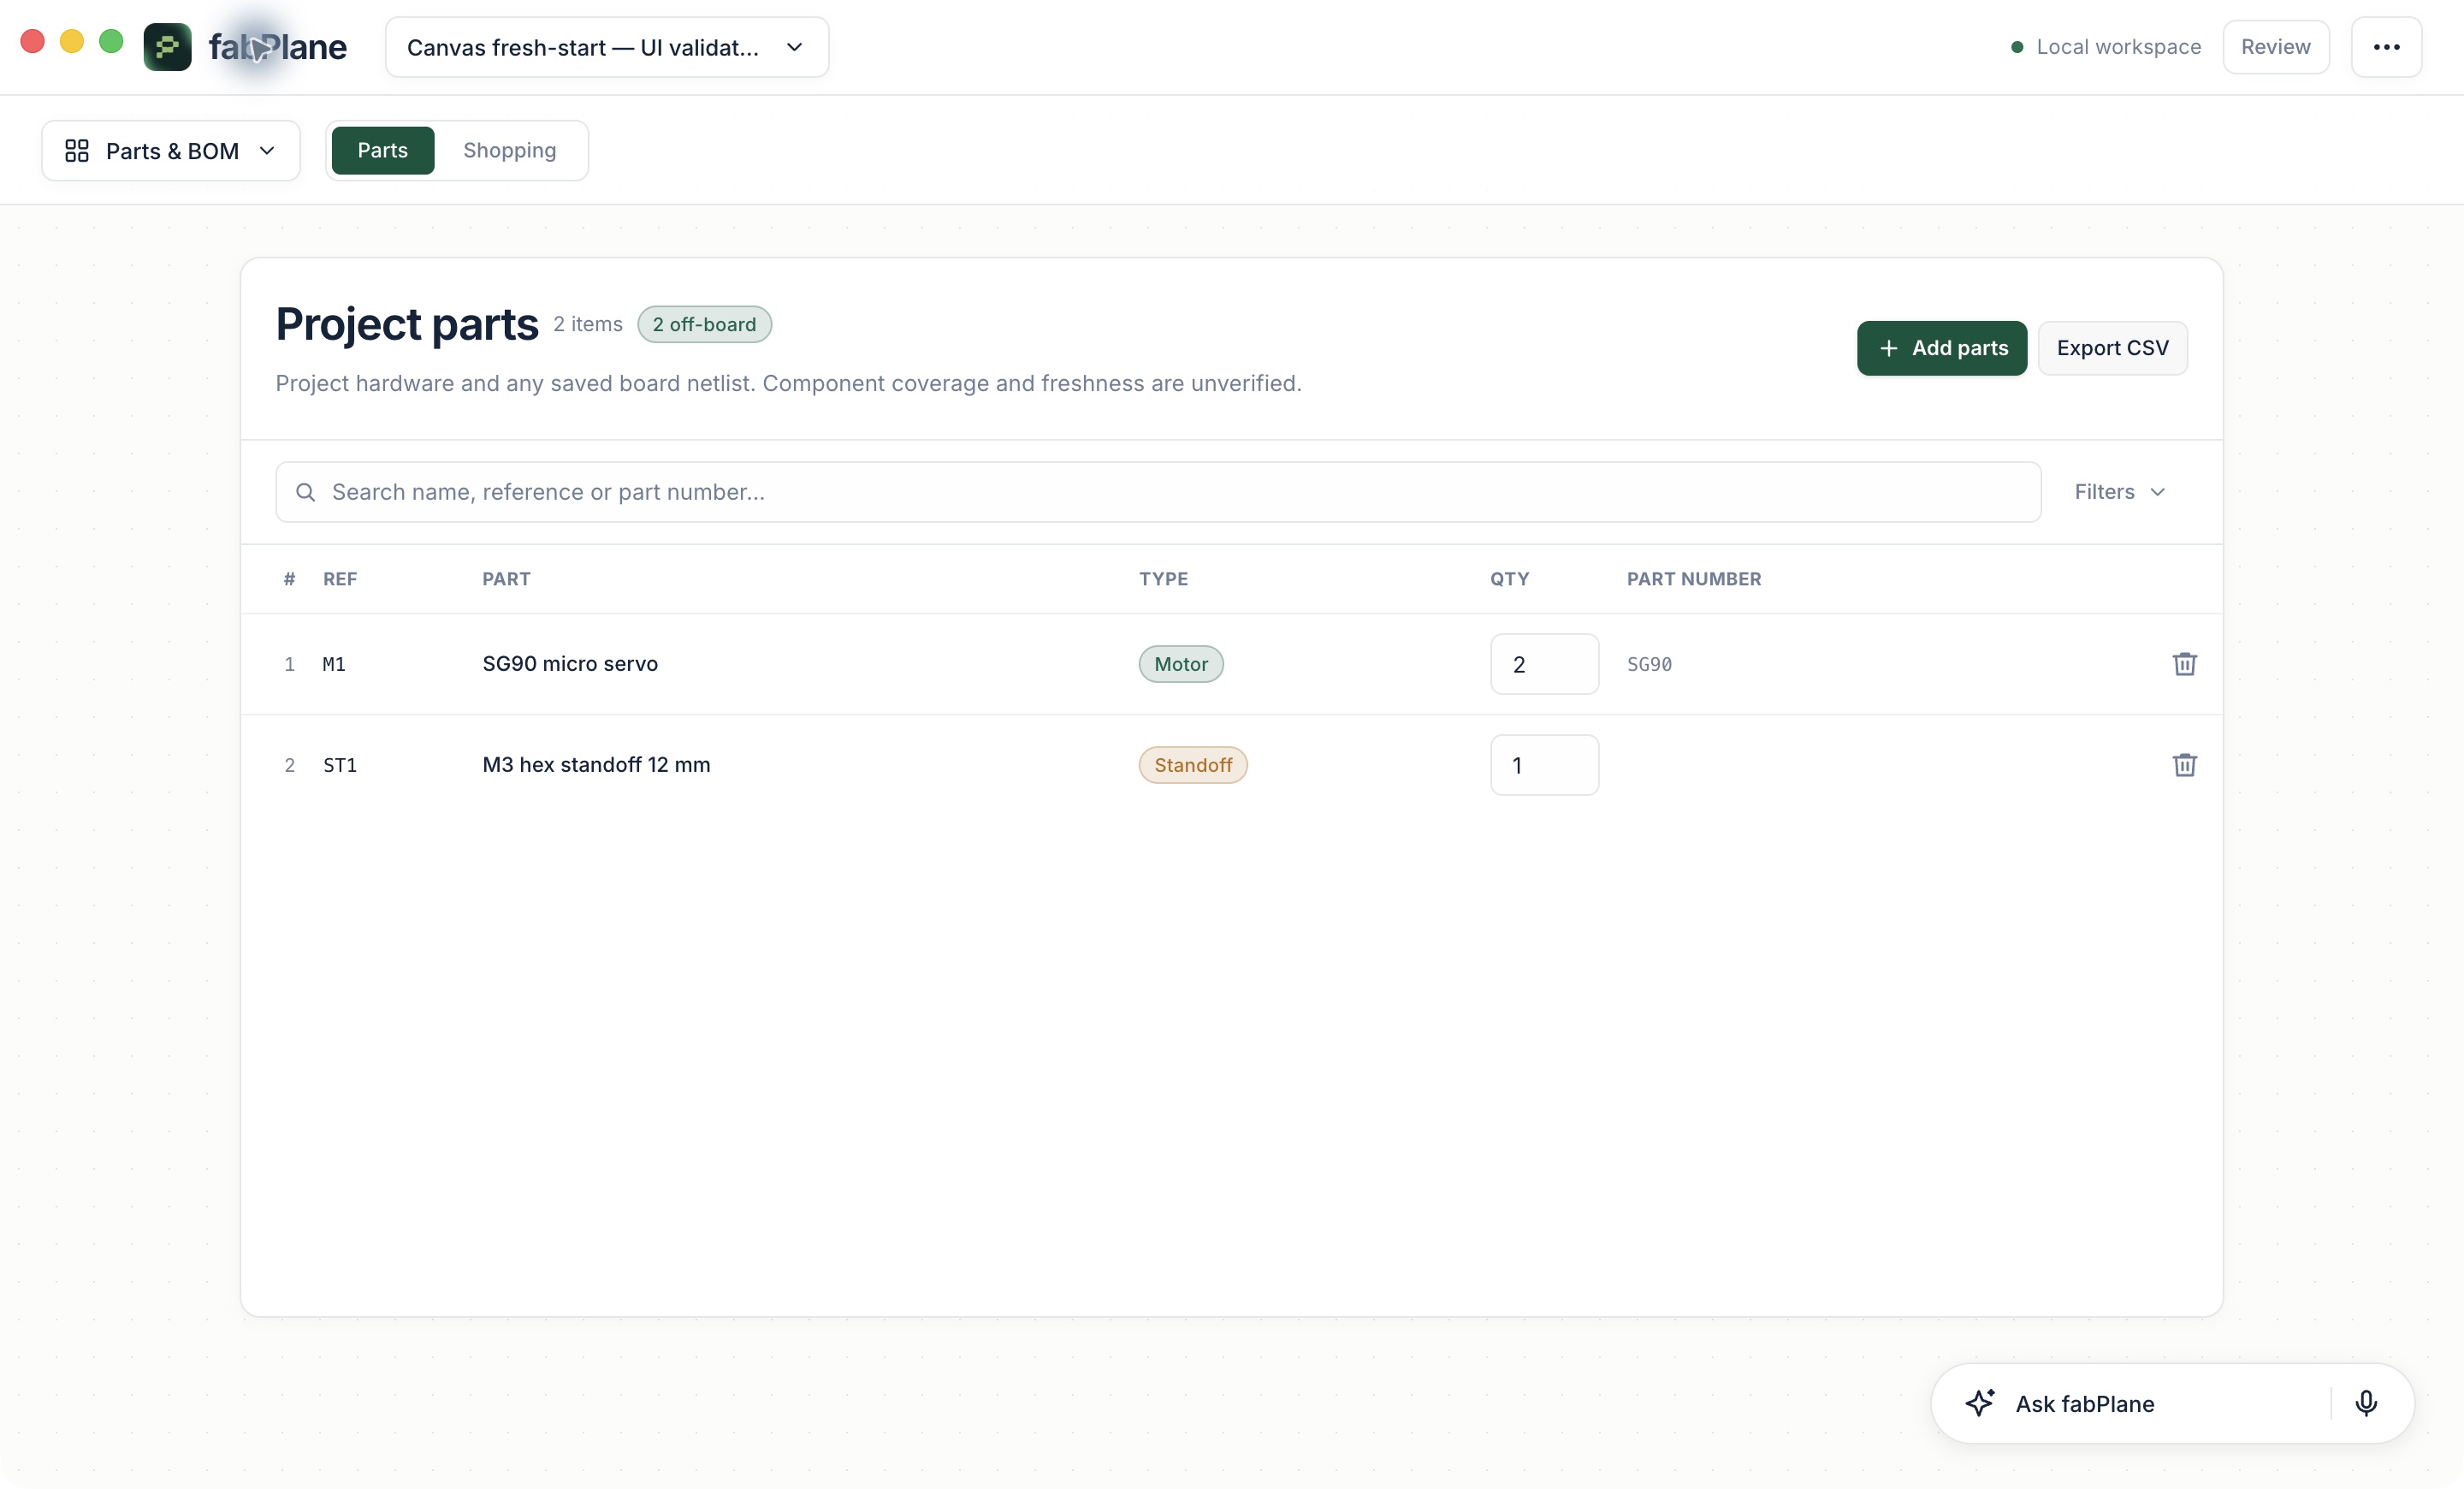 fabPlane
Canvas fresh-start — UI validat...
Local workspace
Review
Parts & BOM
Parts
Shopping
Project parts
2 items
2 off-board
Project hardware and any saved board netlist. Component coverage and freshness are unverified.
+ Add parts
Export CSV
Search name, reference or part number...
Filters
# REF PART TYPE QTY PART NUMBER
1 M1 SG90 micro servo Motor 2 SG90
2 ST1 M3 hex standoff 12 mm Standoff 1
Ask fabPlane